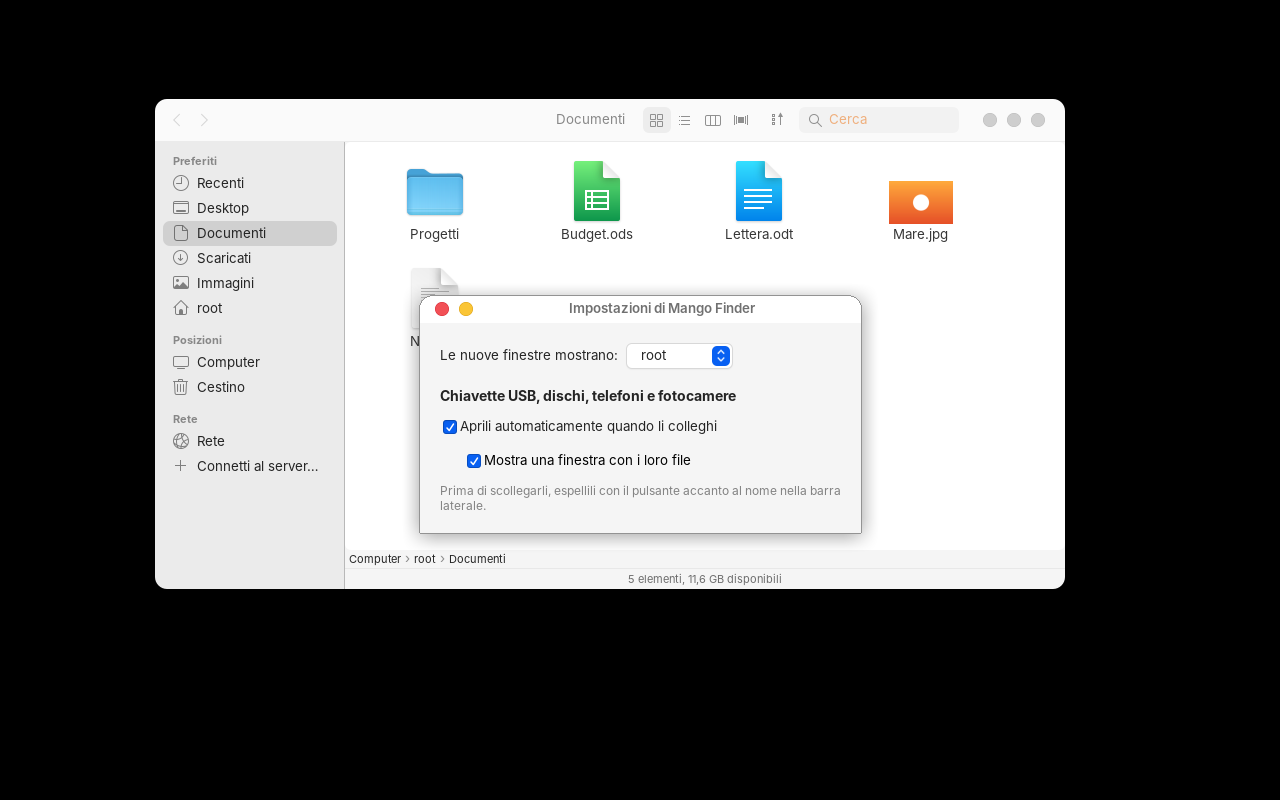 Documenti
Cerca
Preferiti
Recenti
Desktop
Documenti
Scaricati
Immagini
root
Posizioni
Computer
Cestino
Rete
Rete
Connetti al server...
Progetti
Budget.ods
Lettera.odt
Mare.jpg
Impostazioni di Mango Finder
Le nuove finestre mostrano: root
Chiavette USB, dischi, telefoni e fotocamere
Aprili automaticamente quando li colleghi
Mostra una finestra con i loro file
Prima di scollegarli, espellili con il pulsante accanto al nome nella barra
laterale.
Computer › root › Documenti
5 elementi, 11,6 GB disponibili